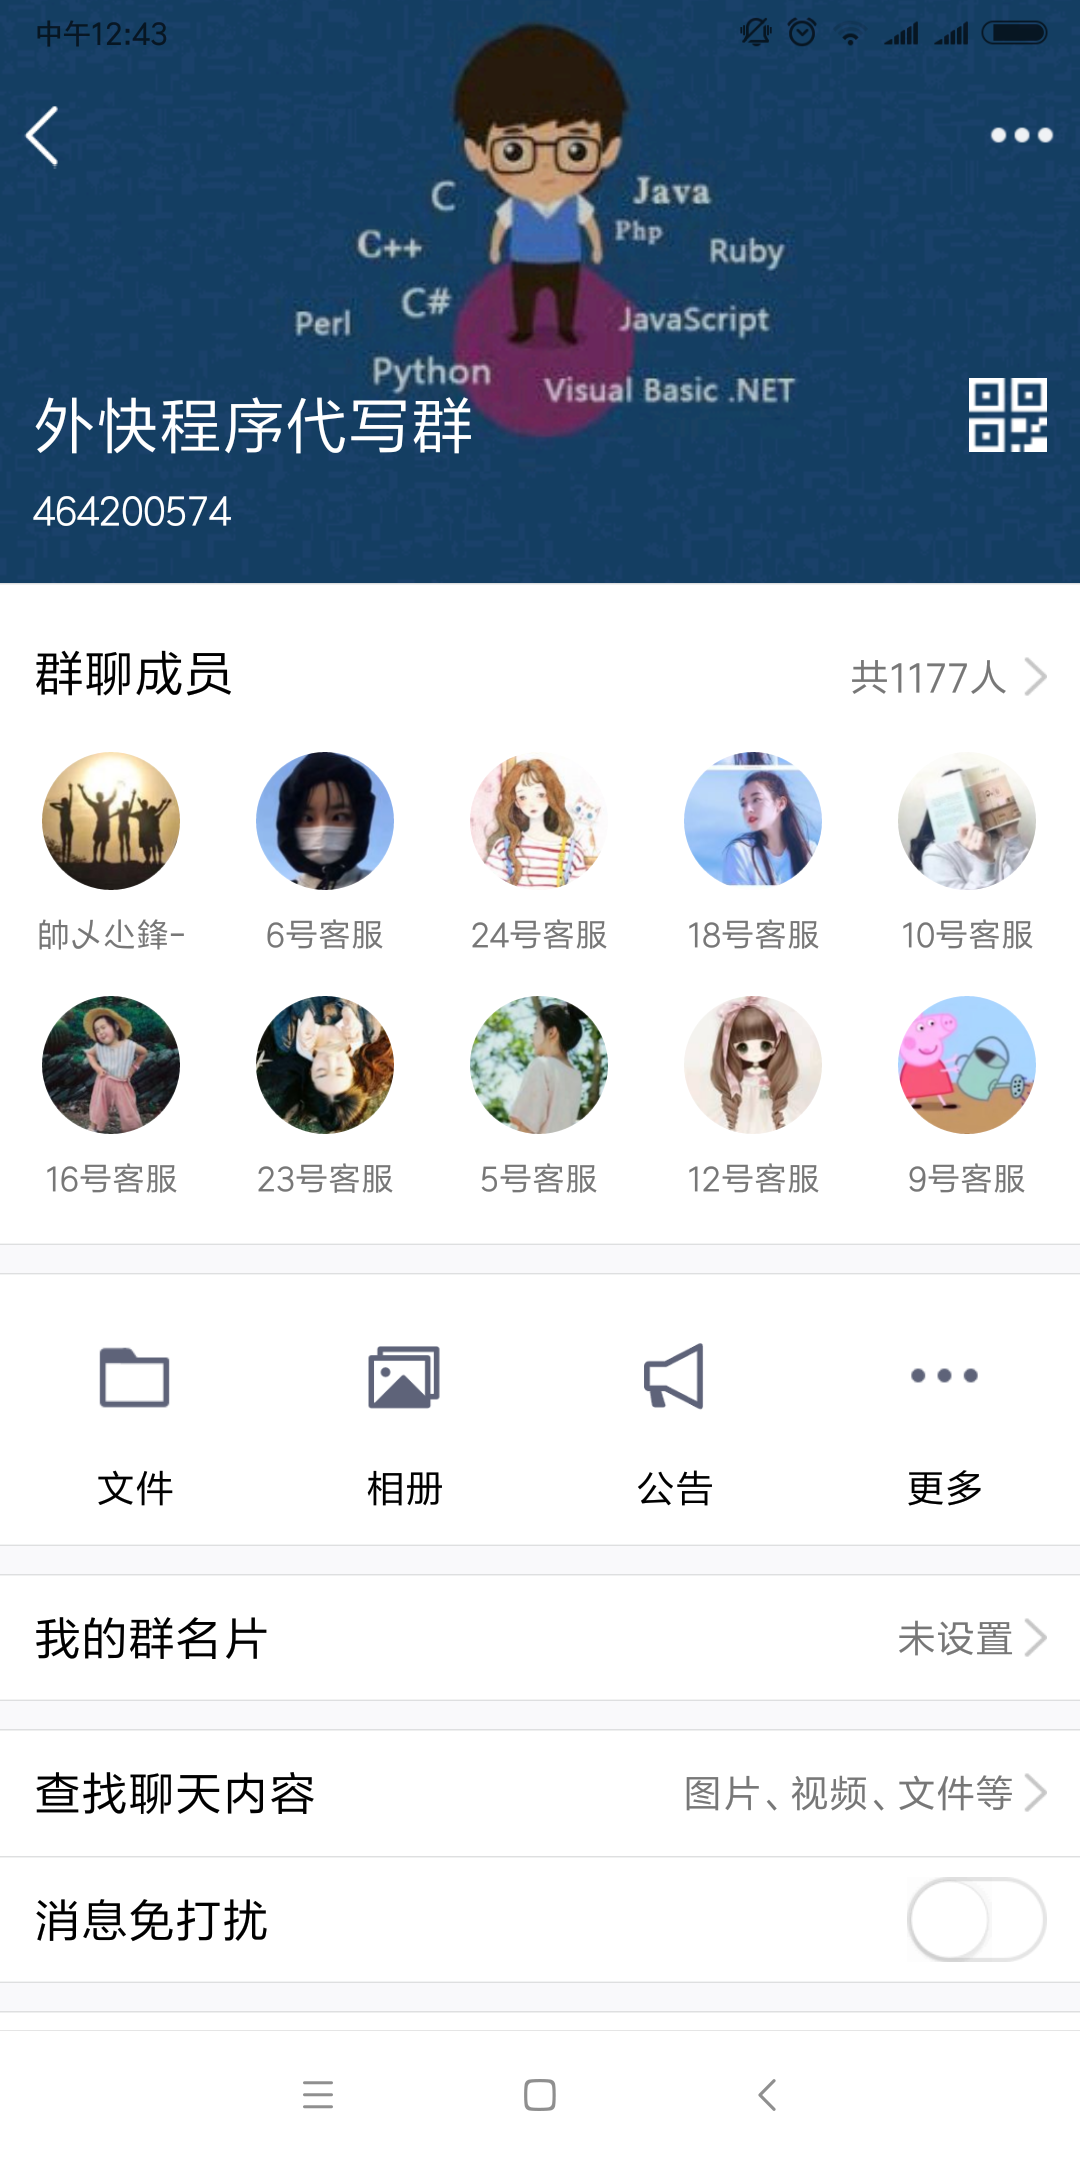 中午12:43
C
Java
C++
Php
Ruby
C#
Perl
JavaScript
Python
Visual Basic .NET
外快程序代写群
464200574
群聊成员
共1177人
帥乄尐鋒-
6号客服
24号客服
18号客服
10号客服
16号客服
23号客服
5号客服
12号客服
9号客服
文件
相册
公告
更多
我的群名片
未设置
查找聊天内容
图片、视频、文件等
消息免打扰